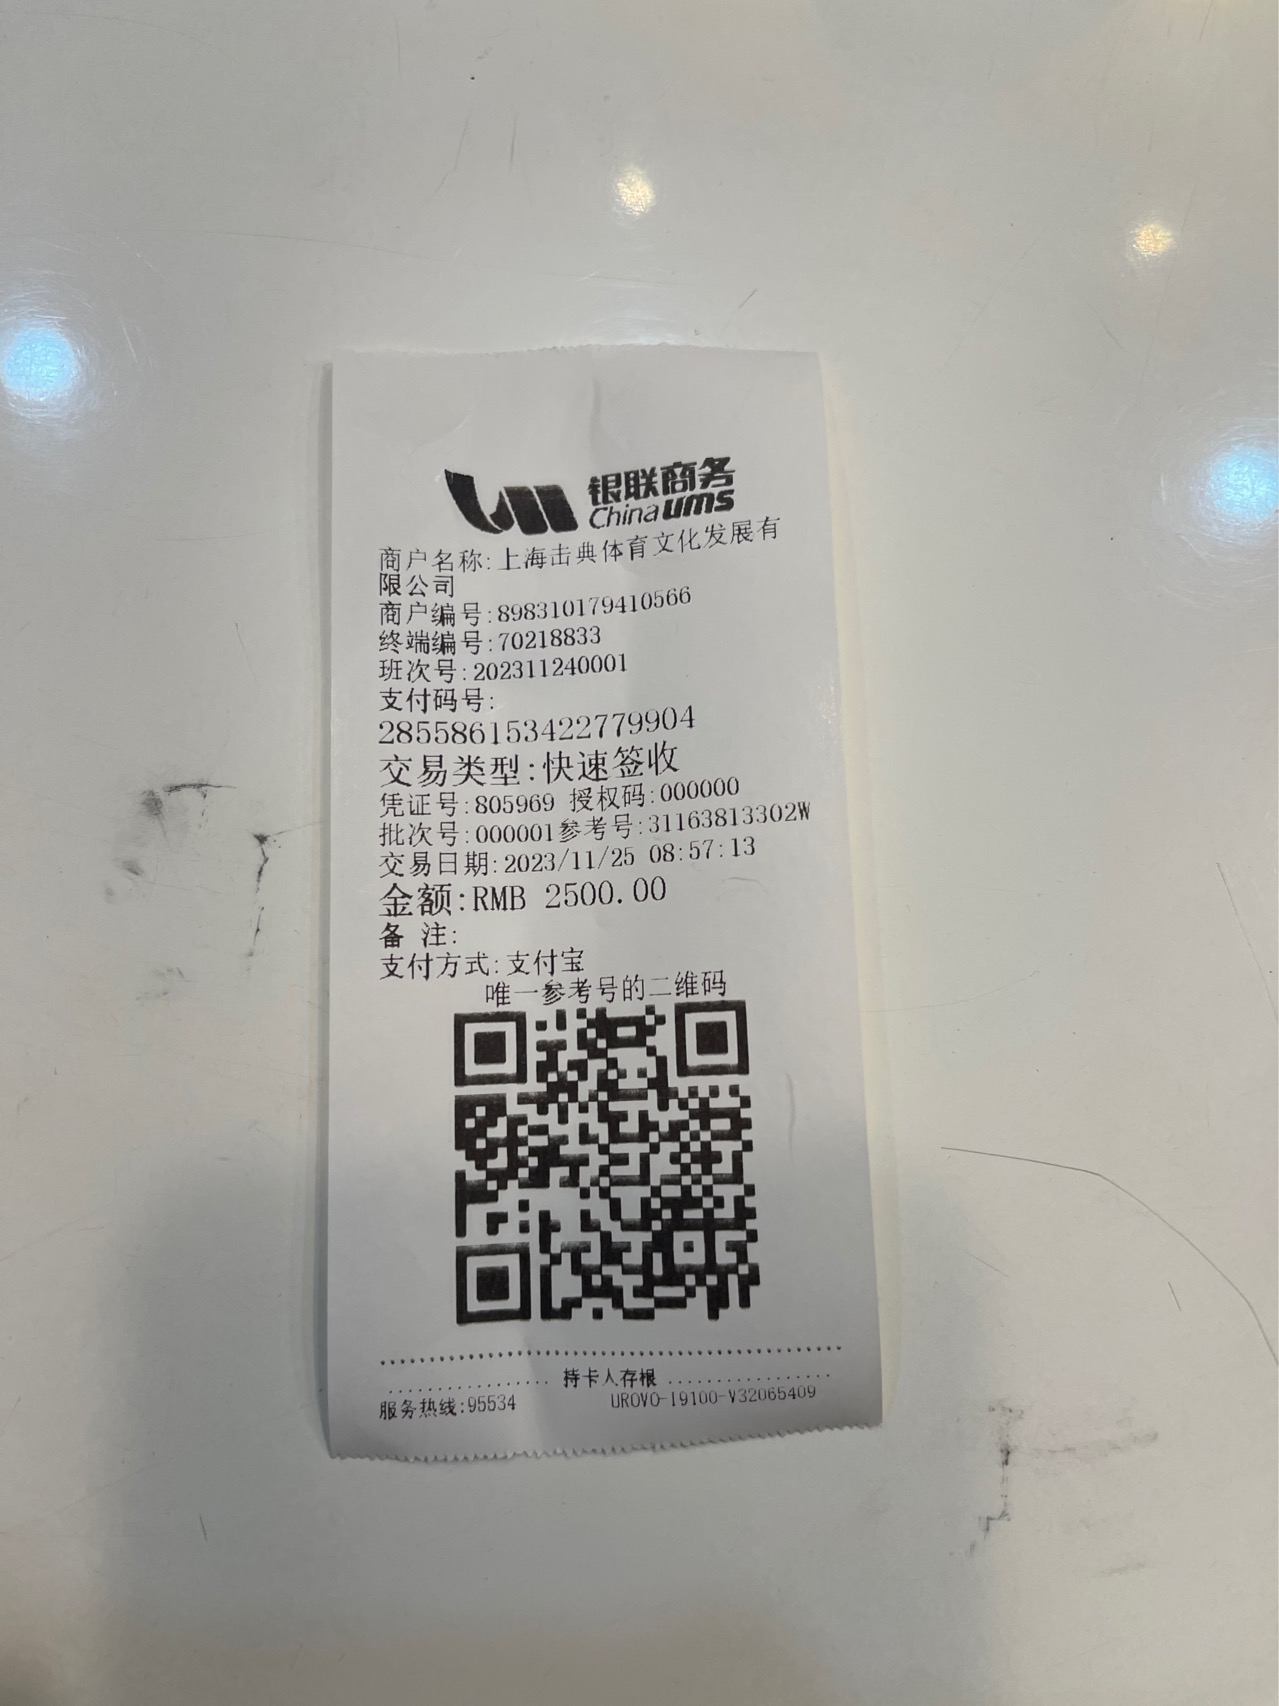 银联商务
China ums
商户名称:上海击典体育文化发展有
限公司
商户编号:898310179410566
终端编号:70218833
班次号:202311240001
支付码号:
285586153422779904
交易类型:快速签收
凭证号:805969 授权码:000000
批次号:000001参考号:31163813302W
交易日期:2023/11/25 08:57:13
金额:RMB 2500.00
备 注:
支付方式:支付宝
唯一参考号的二维码
持卡人存根
服务热线:95534 UROVO-I9100-V32065409